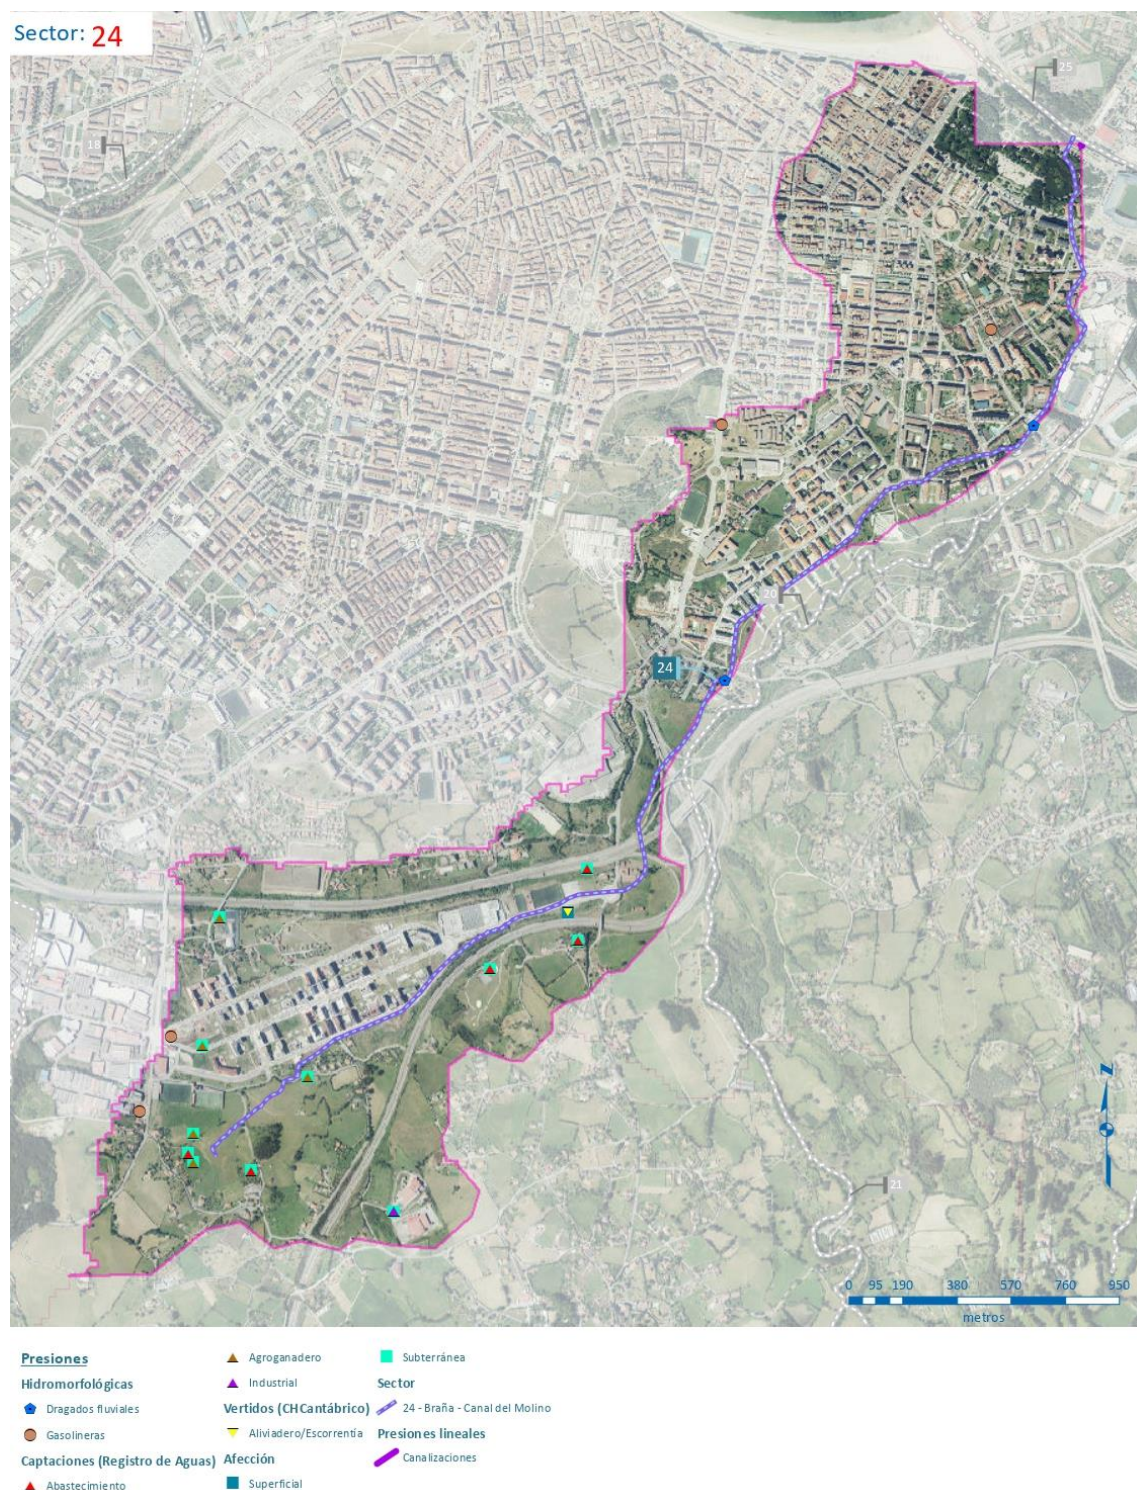 Sector: 24
25
18
24
21
N
0 95 190 380 570 760 950
metros
Presiones
Hidromorfológicas
Dragados fluviales
Gasolineras
Captaciones (Registro de Aguas)
Abastecimiento
Agroganadero
Industrial
Vertidos (CHCantábrico)
Aliviadero/Escorrentía
Afección
Superficial
Subterránea
Sector
24 - Braña - Canal del Molino
Presiones lineales
Canalizaciones